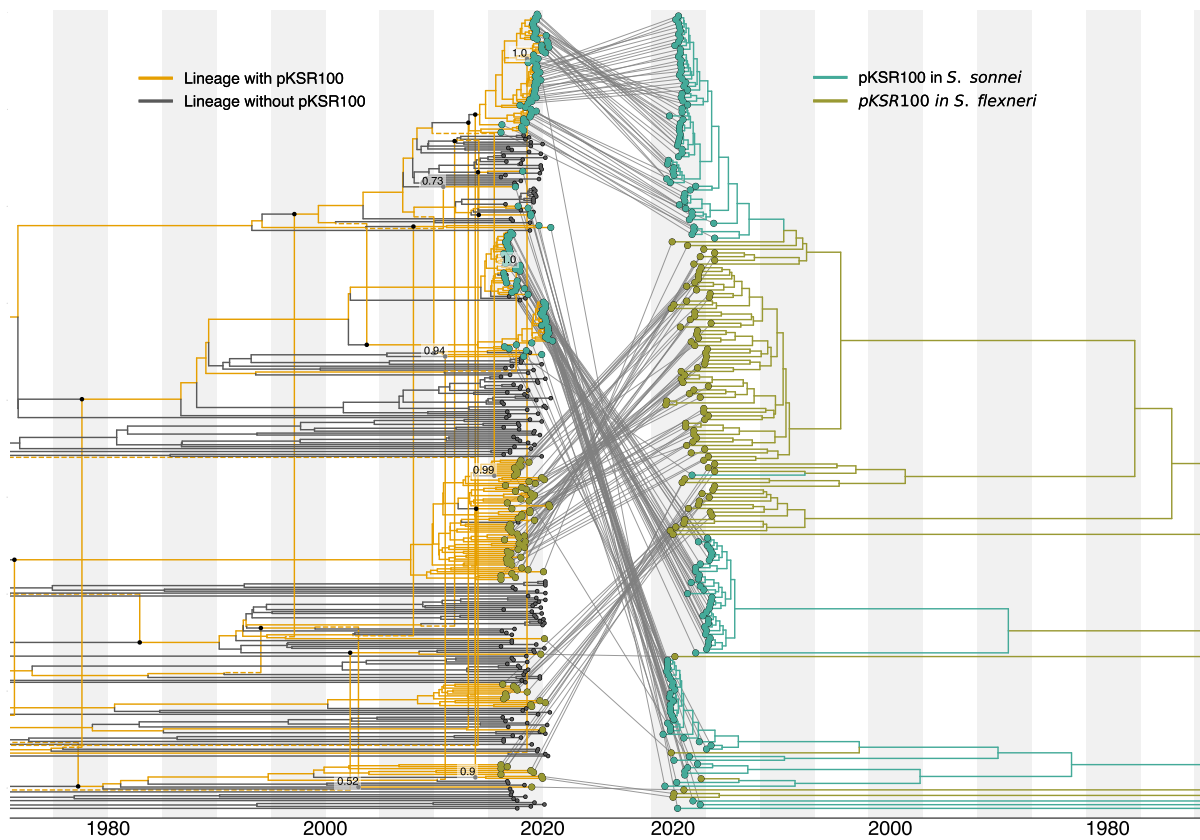 1.0
Lineage with pKSR100
Lineage without pKSR100
pKSR100 in S. sonnei
pKSR100 in S. flexneri
0.73
1.0
0.94
0.99
0.9
0.52
1980 2000 2020 2020 2000 1980